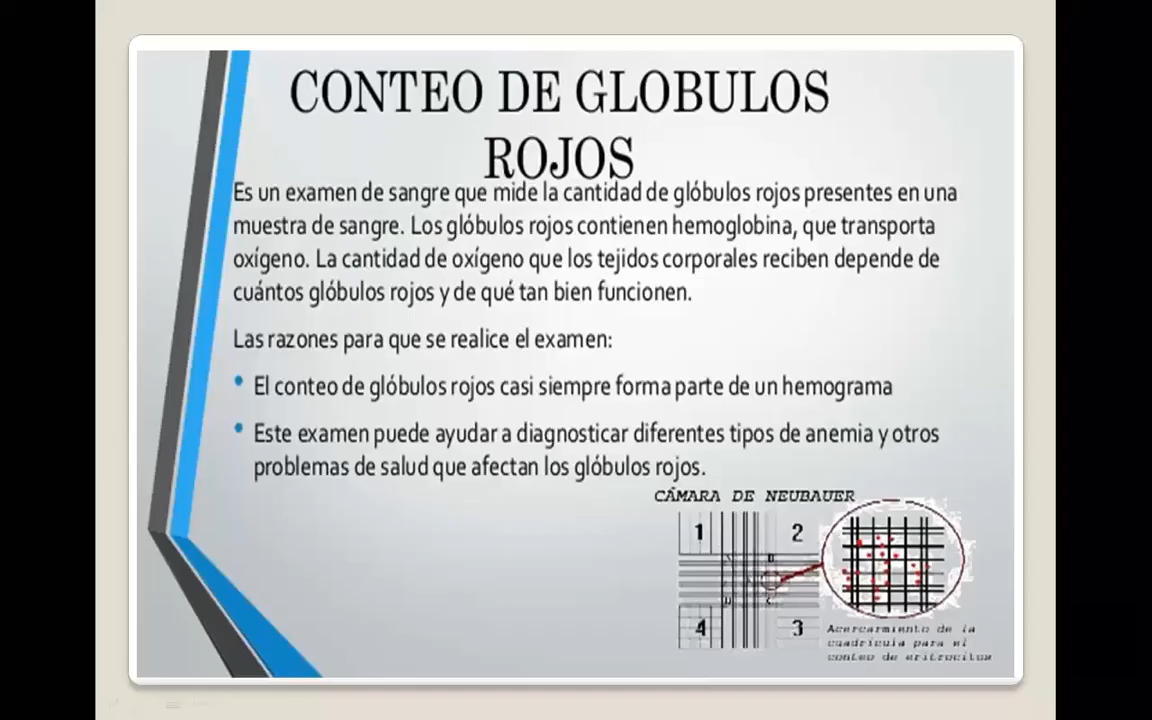 CONTEO DE GLOBULOS
ROJOS
Es un examen de sangre que mide la cantidad de glóbulos rojos presentes en una
muestra de sangre. Los glóbulos rojos contienen hemoglobina, que transporta
oxígeno. La cantidad de oxígeno que los tejidos corporales reciben depende de
cuántos glóbulos rojos y de qué tan bien funcionen.
Las razones para que se realice el examen:
• El conteo de glóbulos rojos casi siempre forma parte de un hemograma
• Este examen puede ayudar a diagnosticar diferentes tipos de anemia y otros
problemas de salud que afectan los glóbulos rojos.
CÁMARA DE NEUBAUER
1 2
4 3
Acercamiento de la
cuadrícula para el
conteo de eritrocitos